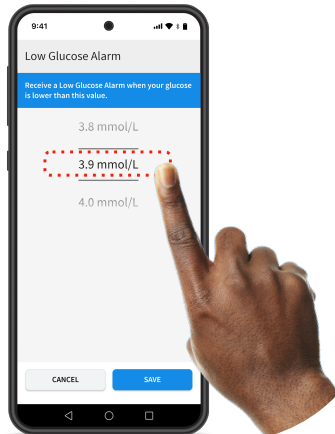 9:41
Low Glucose Alarm
Receive a Low Glucose Alarm when your glucose
is lower than this value.
3.8 mmol/L
3.9 mmol/L
4.0 mmol/L
CANCEL
SAVE